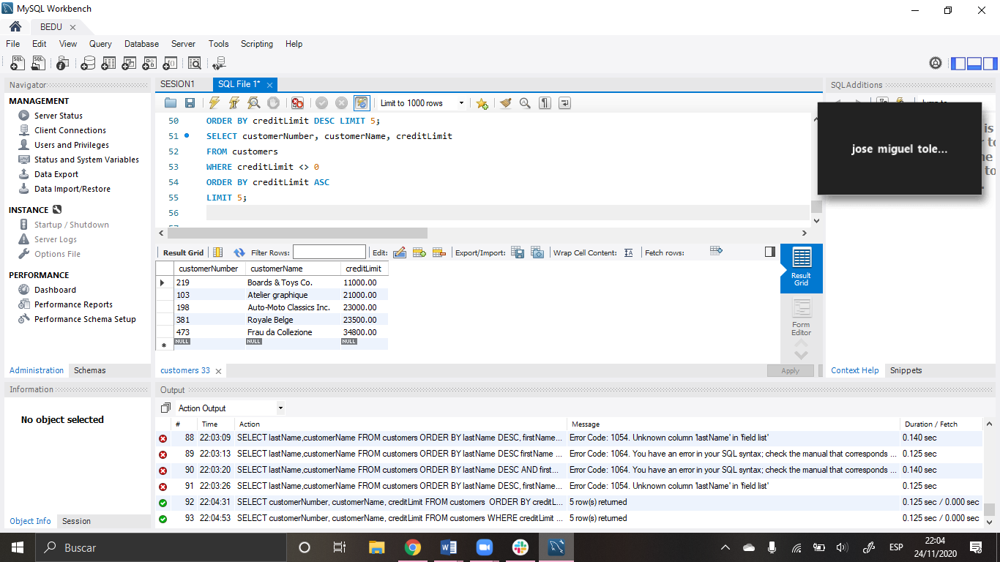 MySQL Workbench
BEDU
File Edit View Query Database Server Tools Scripting Help
Navigator
MANAGEMENT
Server Status
Client Connections
Users and Privileges
Status and System Variables
Data Export
Data Import/Restore
INSTANCE
Startup / Shutdown
Server Logs
Options File
PERFORMANCE
Dashboard
Performance Reports
Performance Schema Setup
Administration Schemas
Information
No object selected
Object Info Session
SESION1 SQL File 1*
Limit to 1000 rows
50 ORDER BY creditLimit DESC LIMIT 5;
51 SELECT customerNumber, customerName, creditLimit
52 FROM customers
53 WHERE creditLimit <> 0
54 ORDER BY creditLimit ASC
55 LIMIT 5;
56
Result Grid Filter Rows: Edit: Export/Import: Wrap Cell Content: Fetch rows:
customerNumber customerName creditLimit
219 Boards & Toys Co. 11000.00
103 Atelier graphique 21000.00
198 Auto-Moto Classics Inc. 23000.00
381 Royale Belge 23500.00
473 Frau da Collezione 34800.00
NULL NULL NULL
Result
Grid
Form
Editor
customers 33
Apply
SQLAdditions
jose miguel tole...
is
to
Context Help Snippets
Output
Action Output
# Time Action Message Duration / Fetch
88 22:03:09 SELECT lastName,customerName FROM customers ORDER BY lastName DESC, firstName... Error Code: 1054. Unknown column 'lastName' in 'field list' 0.140 sec
89 22:03:13 SELECT lastName,customerName FROM customers ORDER BY lastName DESC firstName ... Error Code: 1064. You have an error in your SQL syntax; check the manual that corresponds ... 0.125 sec
90 22:03:20 SELECT lastName,customerName FROM customers ORDER BY lastName DESC AND first... Error Code: 1064. You have an error in your SQL syntax; check the manual that corresponds ... 0.140 sec
91 22:03:26 SELECT lastName,customerName FROM customers ORDER BY lastName DESC, firstName... Error Code: 1054. Unknown column 'lastName' in 'field list' 0.125 sec
92 22:04:31 SELECT customerNumber, customerName, creditLimit FROM customers ORDER BY creditL... 5 row(s) returned 0.125 sec / 0.000 sec
93 22:04:53 SELECT customerNumber, customerName, creditLimit FROM customers WHERE creditLimit ... 5 row(s) returned 0.125 sec / 0.000 sec
Buscar
ESP
22:04
24/11/2020